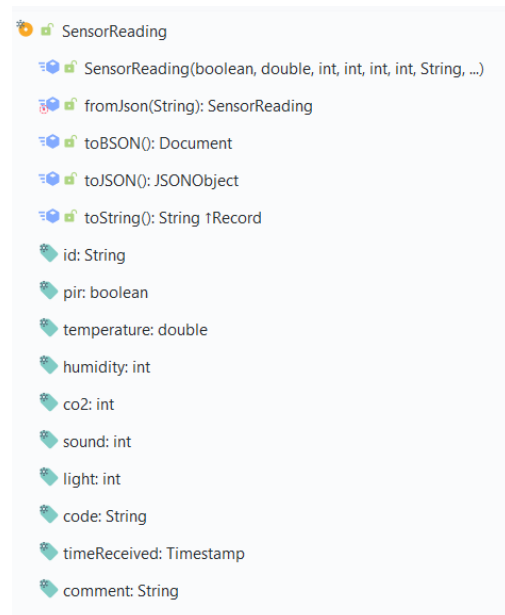 SensorReading
SensorReading(boolean, double, int, int, int, int, String, ...)
fromJson(String): SensorReading
toBSON(): Document
toJSON(): JSONObject
toString(): String ↑Record
id: String
pir: boolean
temperature: double
humidity: int
co2: int
sound: int
light: int
code: String
timeReceived: Timestamp
comment: String